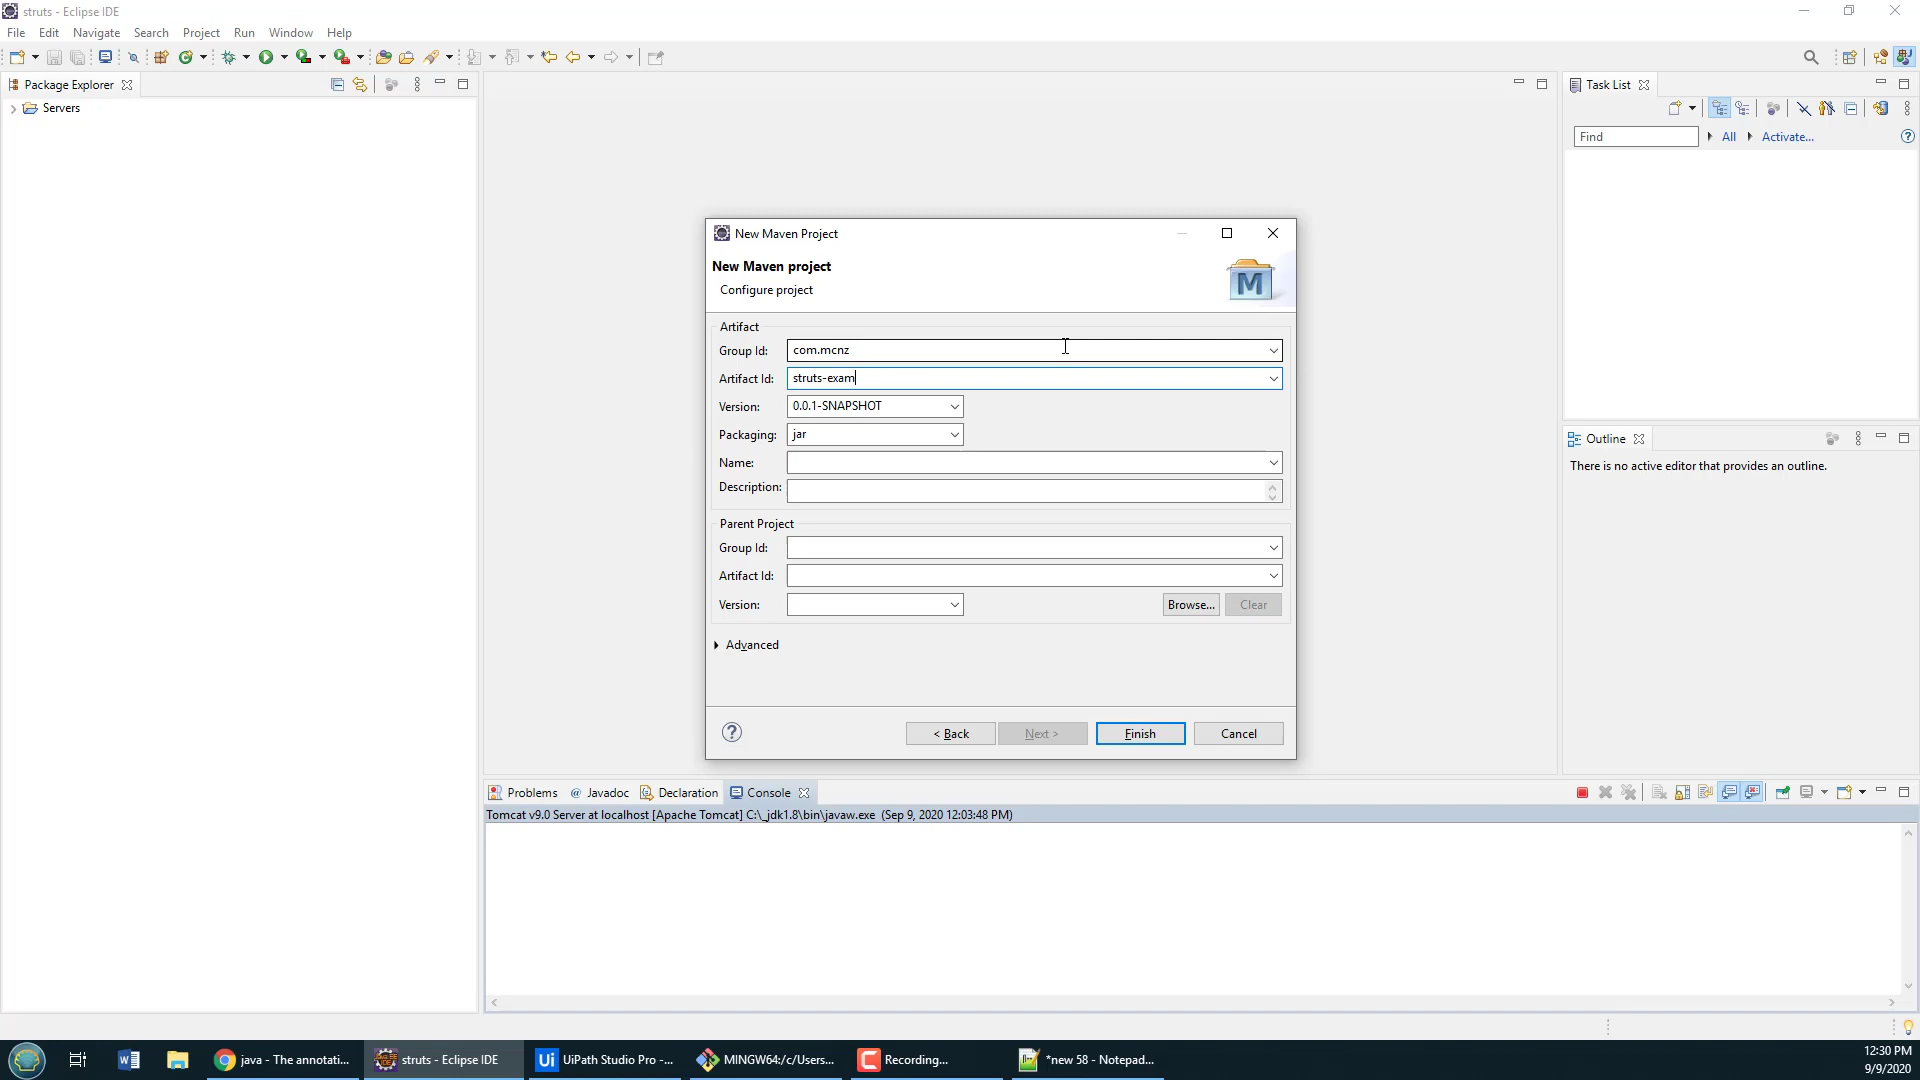 struts - Eclipse IDE
File Edit Navigate Search Project Run Window Help
Package Explorer
Servers
Task List
Find
All
Activate...
New Maven Project
New Maven project
Configure project
M
Artifact
Group Id: com.mcnz
Artifact Id: struts-exam
Version: 0.0.1-SNAPSHOT
Packaging: jar
Name:
Description:
Parent Project
Group Id:
Artifact Id:
Version:
Browse... Clear
Advanced
< Back Next > Finish Cancel
Outline
There is no active editor that provides an outline.
Problems @ Javadoc Declaration Console
Tomcat v9.0 Server at localhost [Apache Tomcat] C:\_jdk1.8\bin\javaw.exe (Sep 9, 2020 12:03:48 PM)
java - The annotati...
struts - Eclipse IDE
Ui UiPath Studio Pro -...
MINGW64:/c/Users...
Recording...
*new 58 - Notepad...
12:30 PM
9/9/2020